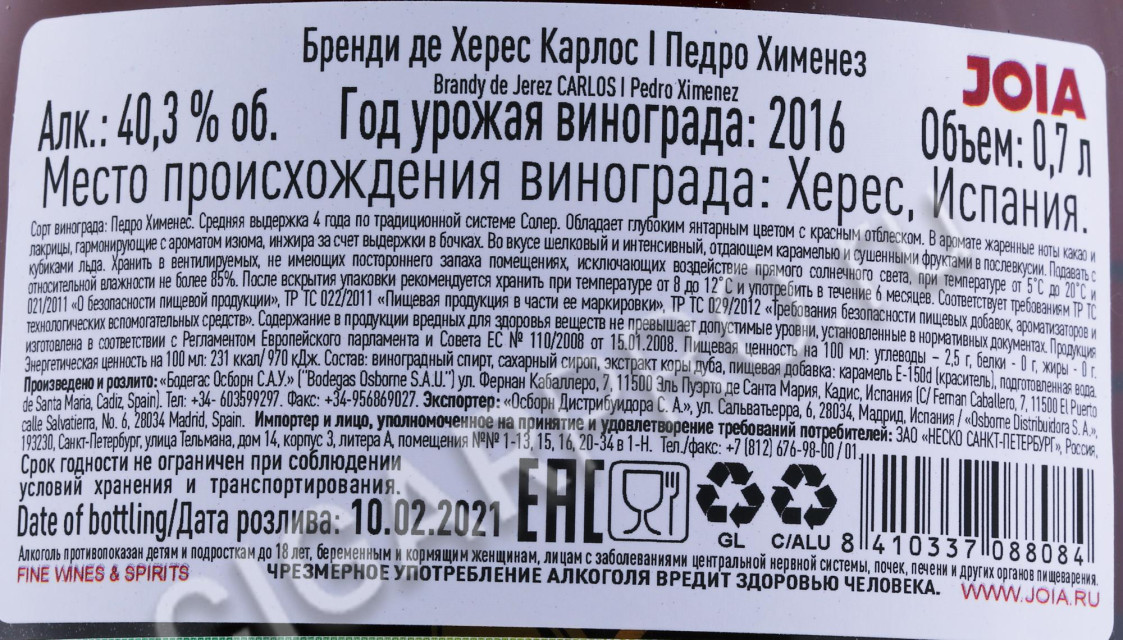 Бренди де Херес Карлос I Педро Хименез
Brandy de Jerez CARLOS I Pedro Ximenez
JOIA
Алк.: 40,3 % об. Год урожая винограда: 2016 Объем: 0,7 л
Место происхождения винограда: Херес, Испания.
Сорт винограда: Педро Хименес. Средняя выдержка 4 года по традиционной системе Солер. Обладает глубоким янтарным цветом с красным отблеском. В аромате жаренные ноты какао и
лакрицы, гармонирующие с ароматом изюма, инжира за счет выдержки в бочках. Во вкусе шелковый и интенсивный, отдающем карамелью и сушенными фруктами в послевкусии. Подавать с
кубиками льда. Хранить в вентилируемых, не имеющих постороннего запаха помещениях, исключающих воздействие прямого солнечного света, при температуре от 5°С до 20°С и
относительной влажности не более 85%. После вскрытия упаковки рекомендуется хранить при температуре от 8 до 12°С и употребить в течение 6 месяцев. Соответствует требованиям ТР ТС
021/2011 «О безопасности пищевой продукции», ТР ТС 022/2011 «Пищевая продукция в части ее маркировки», ТР ТС 029/2012 «Требования безопасности пищевых добавок, ароматизаторов и
технологических вспомогательных средств». Содержание в продукции вредных для здоровья веществ не превышает допустимые уровни, установленные в нормативных документах. Продукция
изготовлена в соответствии с Регламентом Европейского парламента и Совета ЕС № 110/2008 от 15.01.2008. Пищевая ценность на 100 мл: углеводы – 2,5 г, белки - 0 г, жиры - 0 г.
Энергетическая ценность на 100 мл: 231 ккал/ 970 кДж. Состав: виноградный спирт, сахарный сироп, экстракт коры дуба, пищевая добавка: карамель Е-150d (краситель), подготовленная вода.
Произведено и розлито: «Бодегас Осборн С.А.У.» ("Bodegas Osborne S.A.U.") ул. Фернан Кабаллеро, 7, 11500 Эль Пуэрто де Санта Мария, Кадис, Испания (C/ Fernan Caballero, 7, 11500 El Puerto
de Santa Maria, Cadiz, Spain). Тел: +34- 603599297. Факс: +34-956869027. Экспортер: «Осборн Дистрибуидора С. А.», ул. Сальватьерра, 6, 28034, Мадрид, Испания / «Osborne Distribuidora S. A.»,
calle Salvatierra, No. 6, 28034 Madrid, Spain. Импортер и лицо, уполномоченное на принятие и удовлетворение требований потребителей: ЗАО «НЕСКО САНКТ-ПЕТЕРБУРГ», Россия,
193230, Санкт-Петербург, улица Тельмана, дом 14, корпус 3, литера А, помещения №№ 1-13, 15, 16, 20-34 в 1-Н. Тел./факс: +7 (812) 676-98-00 / 01.
Срок годности не ограничен при соблюдении
условий хранения и транспортирования.
Date of bottling/Дата розлива: 10.02.2021
EAC
GL C/ALU 8 410337 088084
Алкоголь противопоказан детям и подросткам до 18 лет, беременным и кормящим женщинам, лицам с заболеваниями центральной нервной системы, почек, печени и других органов пищеварения.
FINE WINES & SPIRITS ЧРЕЗМЕРНОЕ УПОТРЕБЛЕНИЕ АЛКОГОЛЯ ВРЕДИТ ЗДОРОВЬЮ ЧЕЛОВЕКА. WWW.JOIA.RU
CIGARPRO.RU